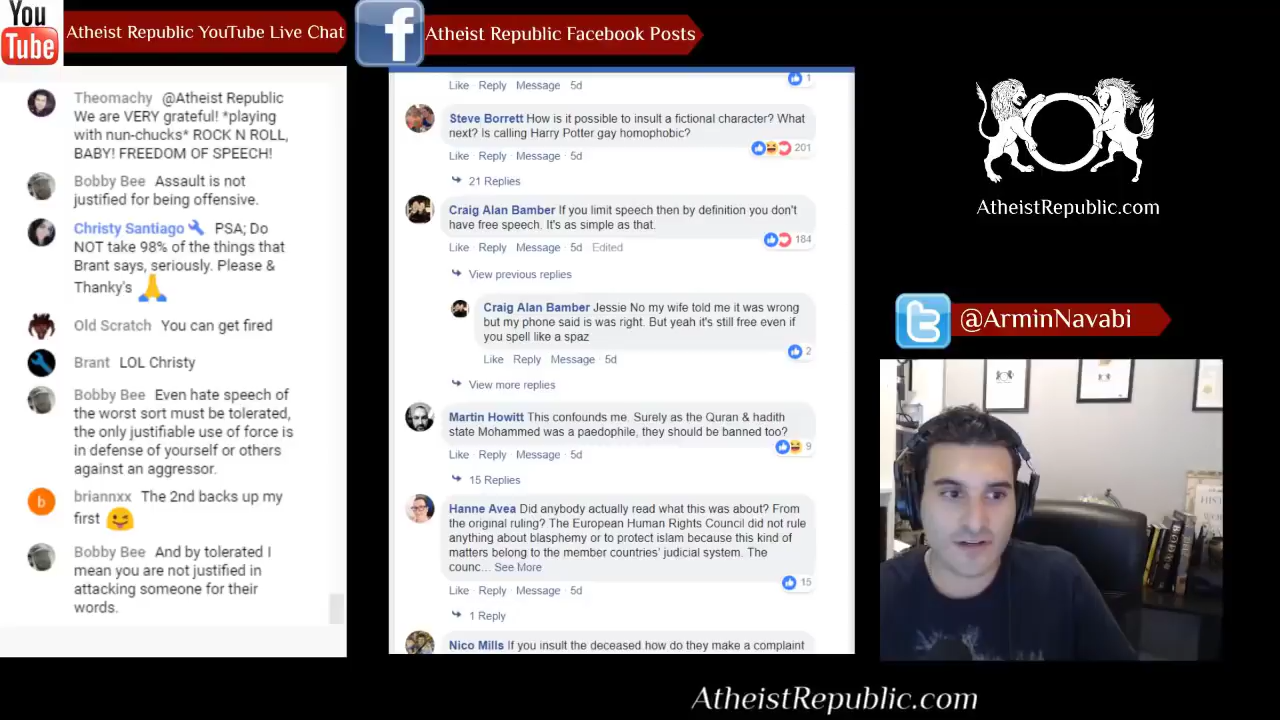 You
Tube
Atheist Republic YouTube Live Chat
f
Atheist Republic Facebook Posts
Theomachy @Atheist Republic
We are VERY grateful! *playing
with nun-chucks* ROCK N ROLL,
BABY! FREEDOM OF SPEECH!
Bobby Bee Assault is not
justified for being offensive.
Christy Santiago PSA; Do
NOT take 98% of the things that
Brant says, seriously. Please &
Thanky's
Old Scratch You can get fired
Brant LOL Christy
Bobby Bee Even hate speech of
the worst sort must be tolerated,
the only justifiable use of force is
in defense of yourself or others
against an aggressor.
b
briannxx The 2nd backs up my
first
Bobby Bee And by tolerated I
mean you are not justified in
attacking someone for their
words.
Like Reply Message 5d
1
Steve Borrett How is it possible to insult a fictional character? What
next? Is calling Harry Potter gay homophobic?
201
Like Reply Message 5d
21 Replies
Craig Alan Bamber If you limit speech then by definition you don't
have free speech. It's as simple as that.
184
Like Reply Message 5d Edited
View previous replies
Craig Alan Bamber Jessie No my wife told me it was wrong
but my phone said is was right. But yeah it's still free even if
you spell like a spaz
2
Like Reply Message 5d
View more replies
Martin Howitt This confounds me. Surely as the Quran & hadith
state Mohammed was a paedophile, they should be banned too?
9
Like Reply Message 5d
15 Replies
Hanne Avea Did anybody actually read what this was about? From
the original ruling? The European Human Rights Council did not rule
anything about blasphemy or to protect islam because this kind of
matters belong to the member countries' judicial system. The
counc... See More
15
Like Reply Message 5d
1 Reply
Nico Mills If you insult the deceased how do they make a complaint
AtheistRepublic.com
@ArminNavabi
AtheistRepublic.com